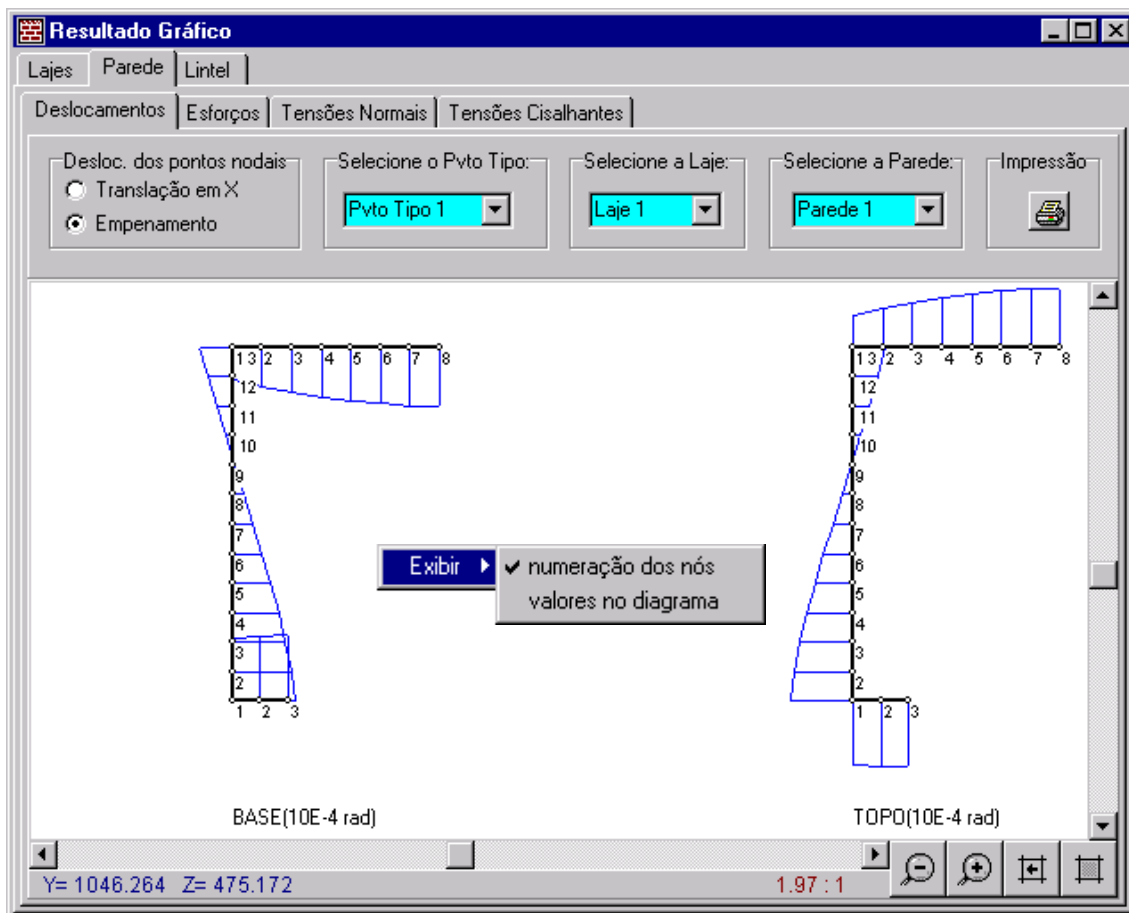 Resultado Gráfico
Lajes Parede Lintel
Deslocamentos Esforços Tensões Normais Tensões Cisalhantes
Desloc. dos pontos nodais Selecione o Pvto Tipo: Selecione a Laje: Selecione a Parede: Impressão
Translação em X
Pvto Tipo 1 Laje 1 Parede 1
Empenamento
1 3 2 3 4 5 6 7 8 1 3 2 3 4 5 6 7 8
12 12
11 11
10 10
9 9
8 8
7 7
Exibir numeração dos nós
6 6
valores no diagrama
5 5
4 4
3 3
2 2
1 2 3 1 2 3
BASE(10E-4 rad) TOPO(10E-4 rad)
Y= 1046.264 Z= 475.172 1.97 : 1